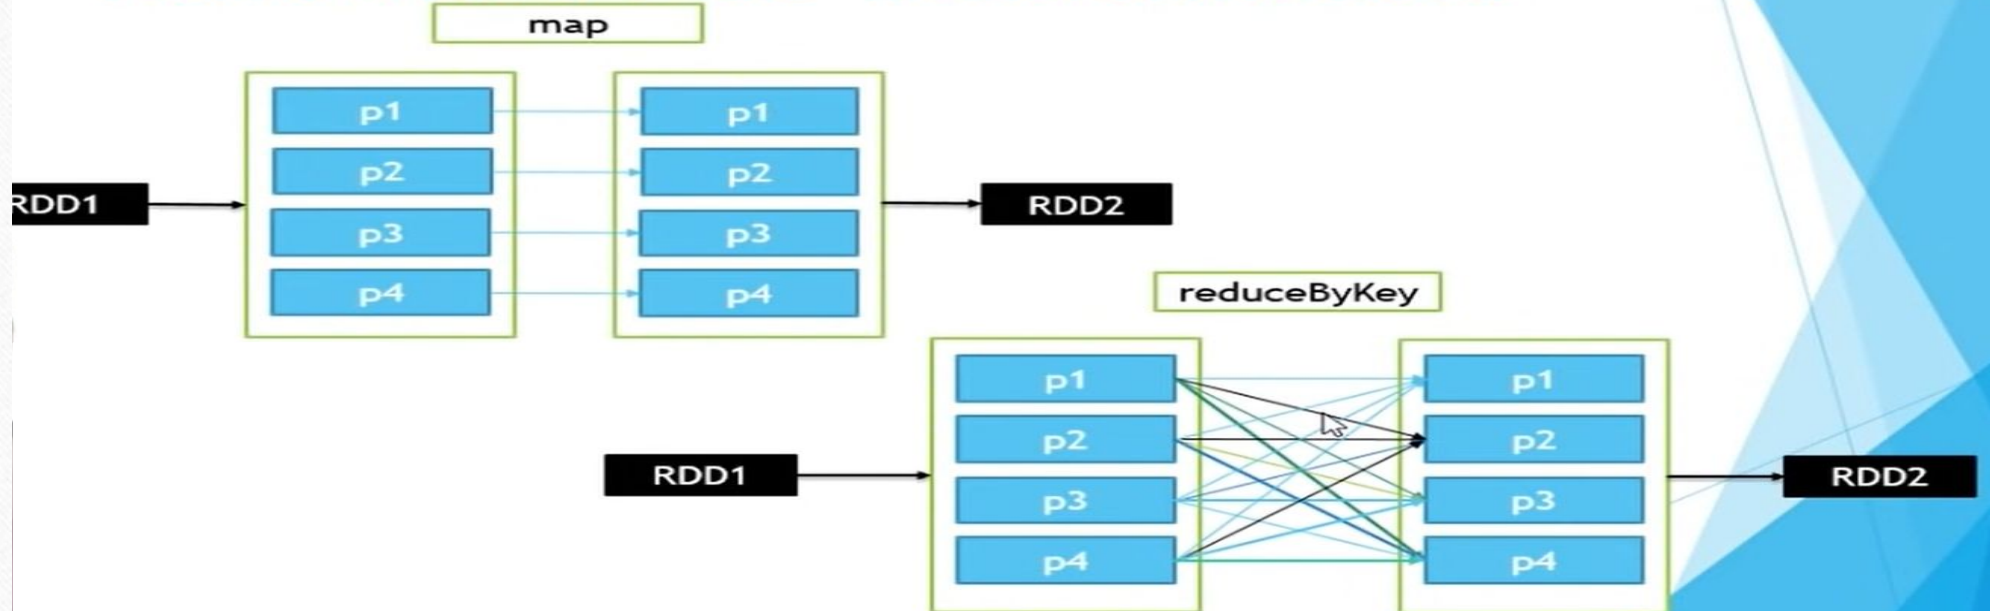 map
p1 p1
p2 p2
RDD1 RDD2
p3 p3
p4 p4
reduceByKey
p1 p1
p2 p2
RDD1 RDD2
p3 p3
p4 p4